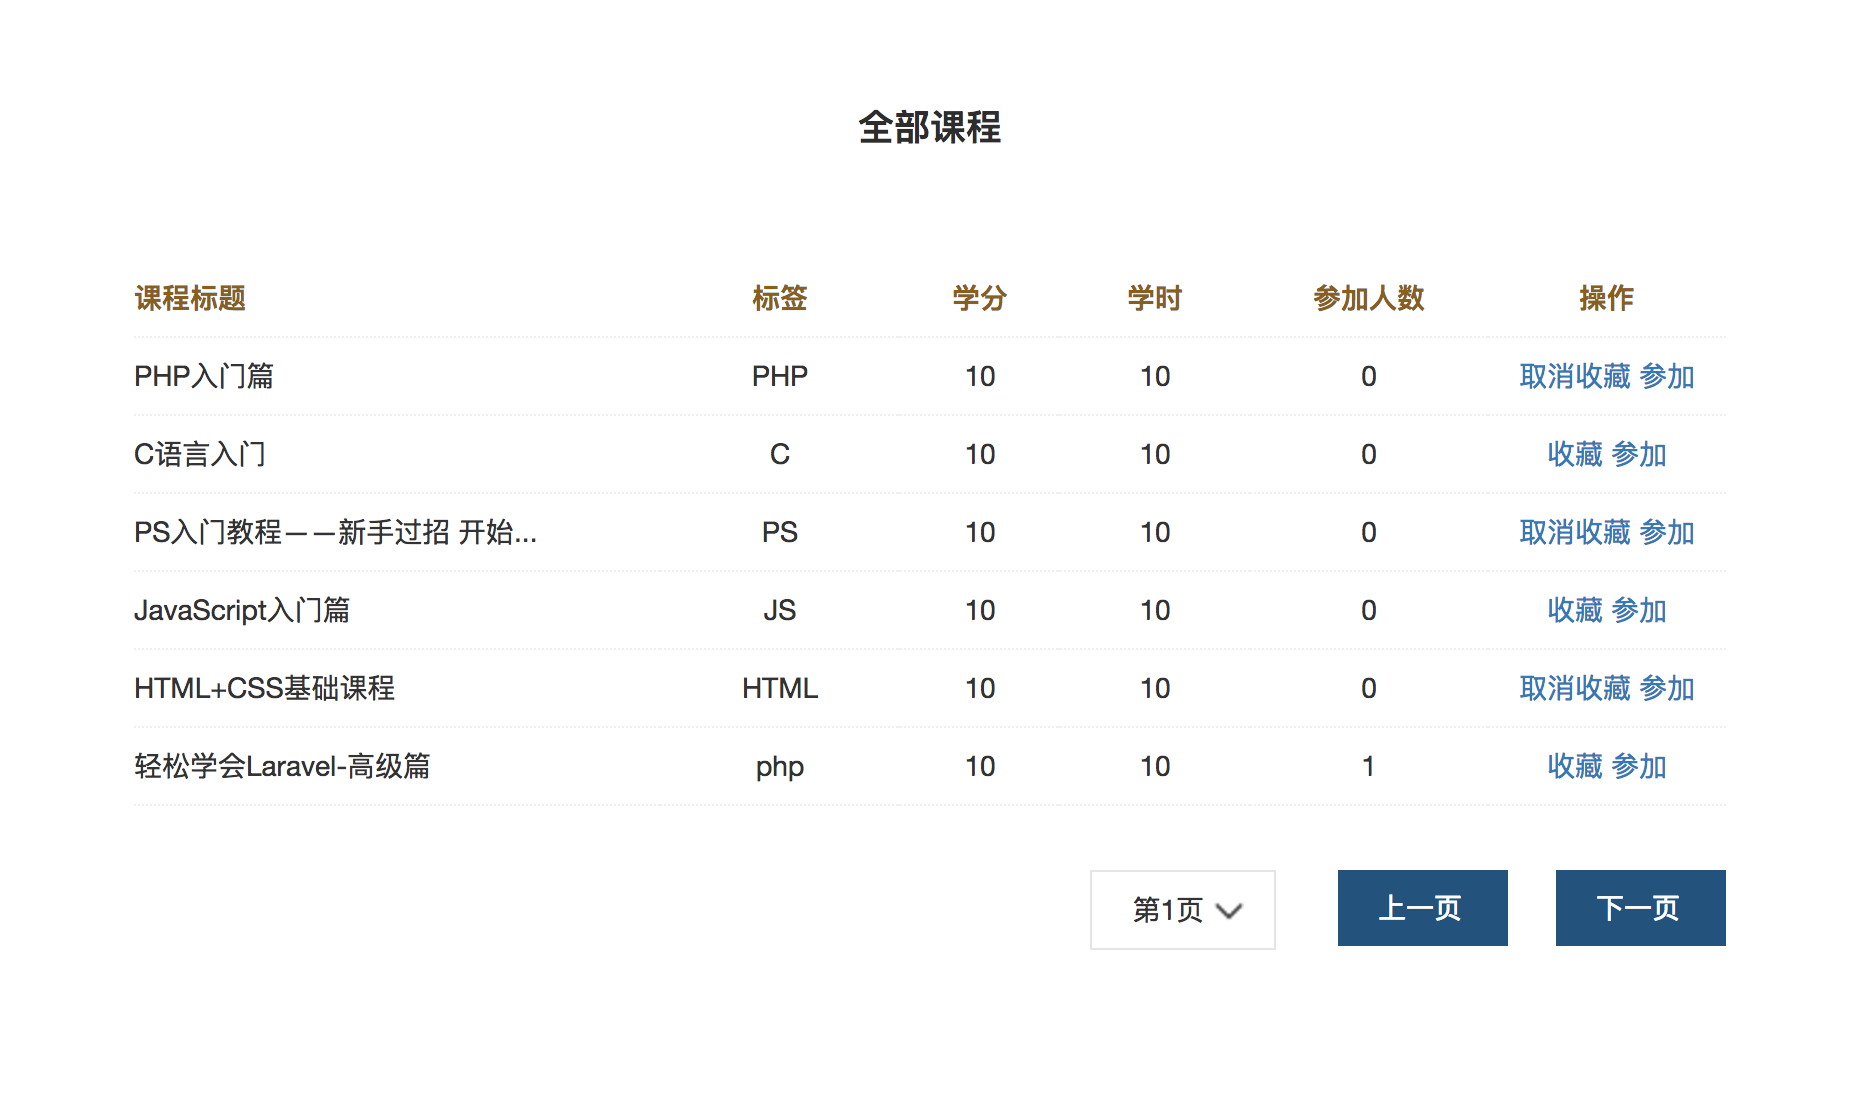 全部课程
课程标题 标签 学分 学时 参加人数 操作
PHP入门篇 PHP 10 10 0 取消收藏 参加
C语言入门 C 10 10 0 收藏 参加
PS入门教程——新手过招 开始... PS 10 10 0 取消收藏 参加
JavaScript入门篇 JS 10 10 0 收藏 参加
HTML+CSS基础课程 HTML 10 10 0 取消收藏 参加
轻松学会Laravel-高级篇 php 10 10 1 收藏 参加
第1页 上一页 下一页